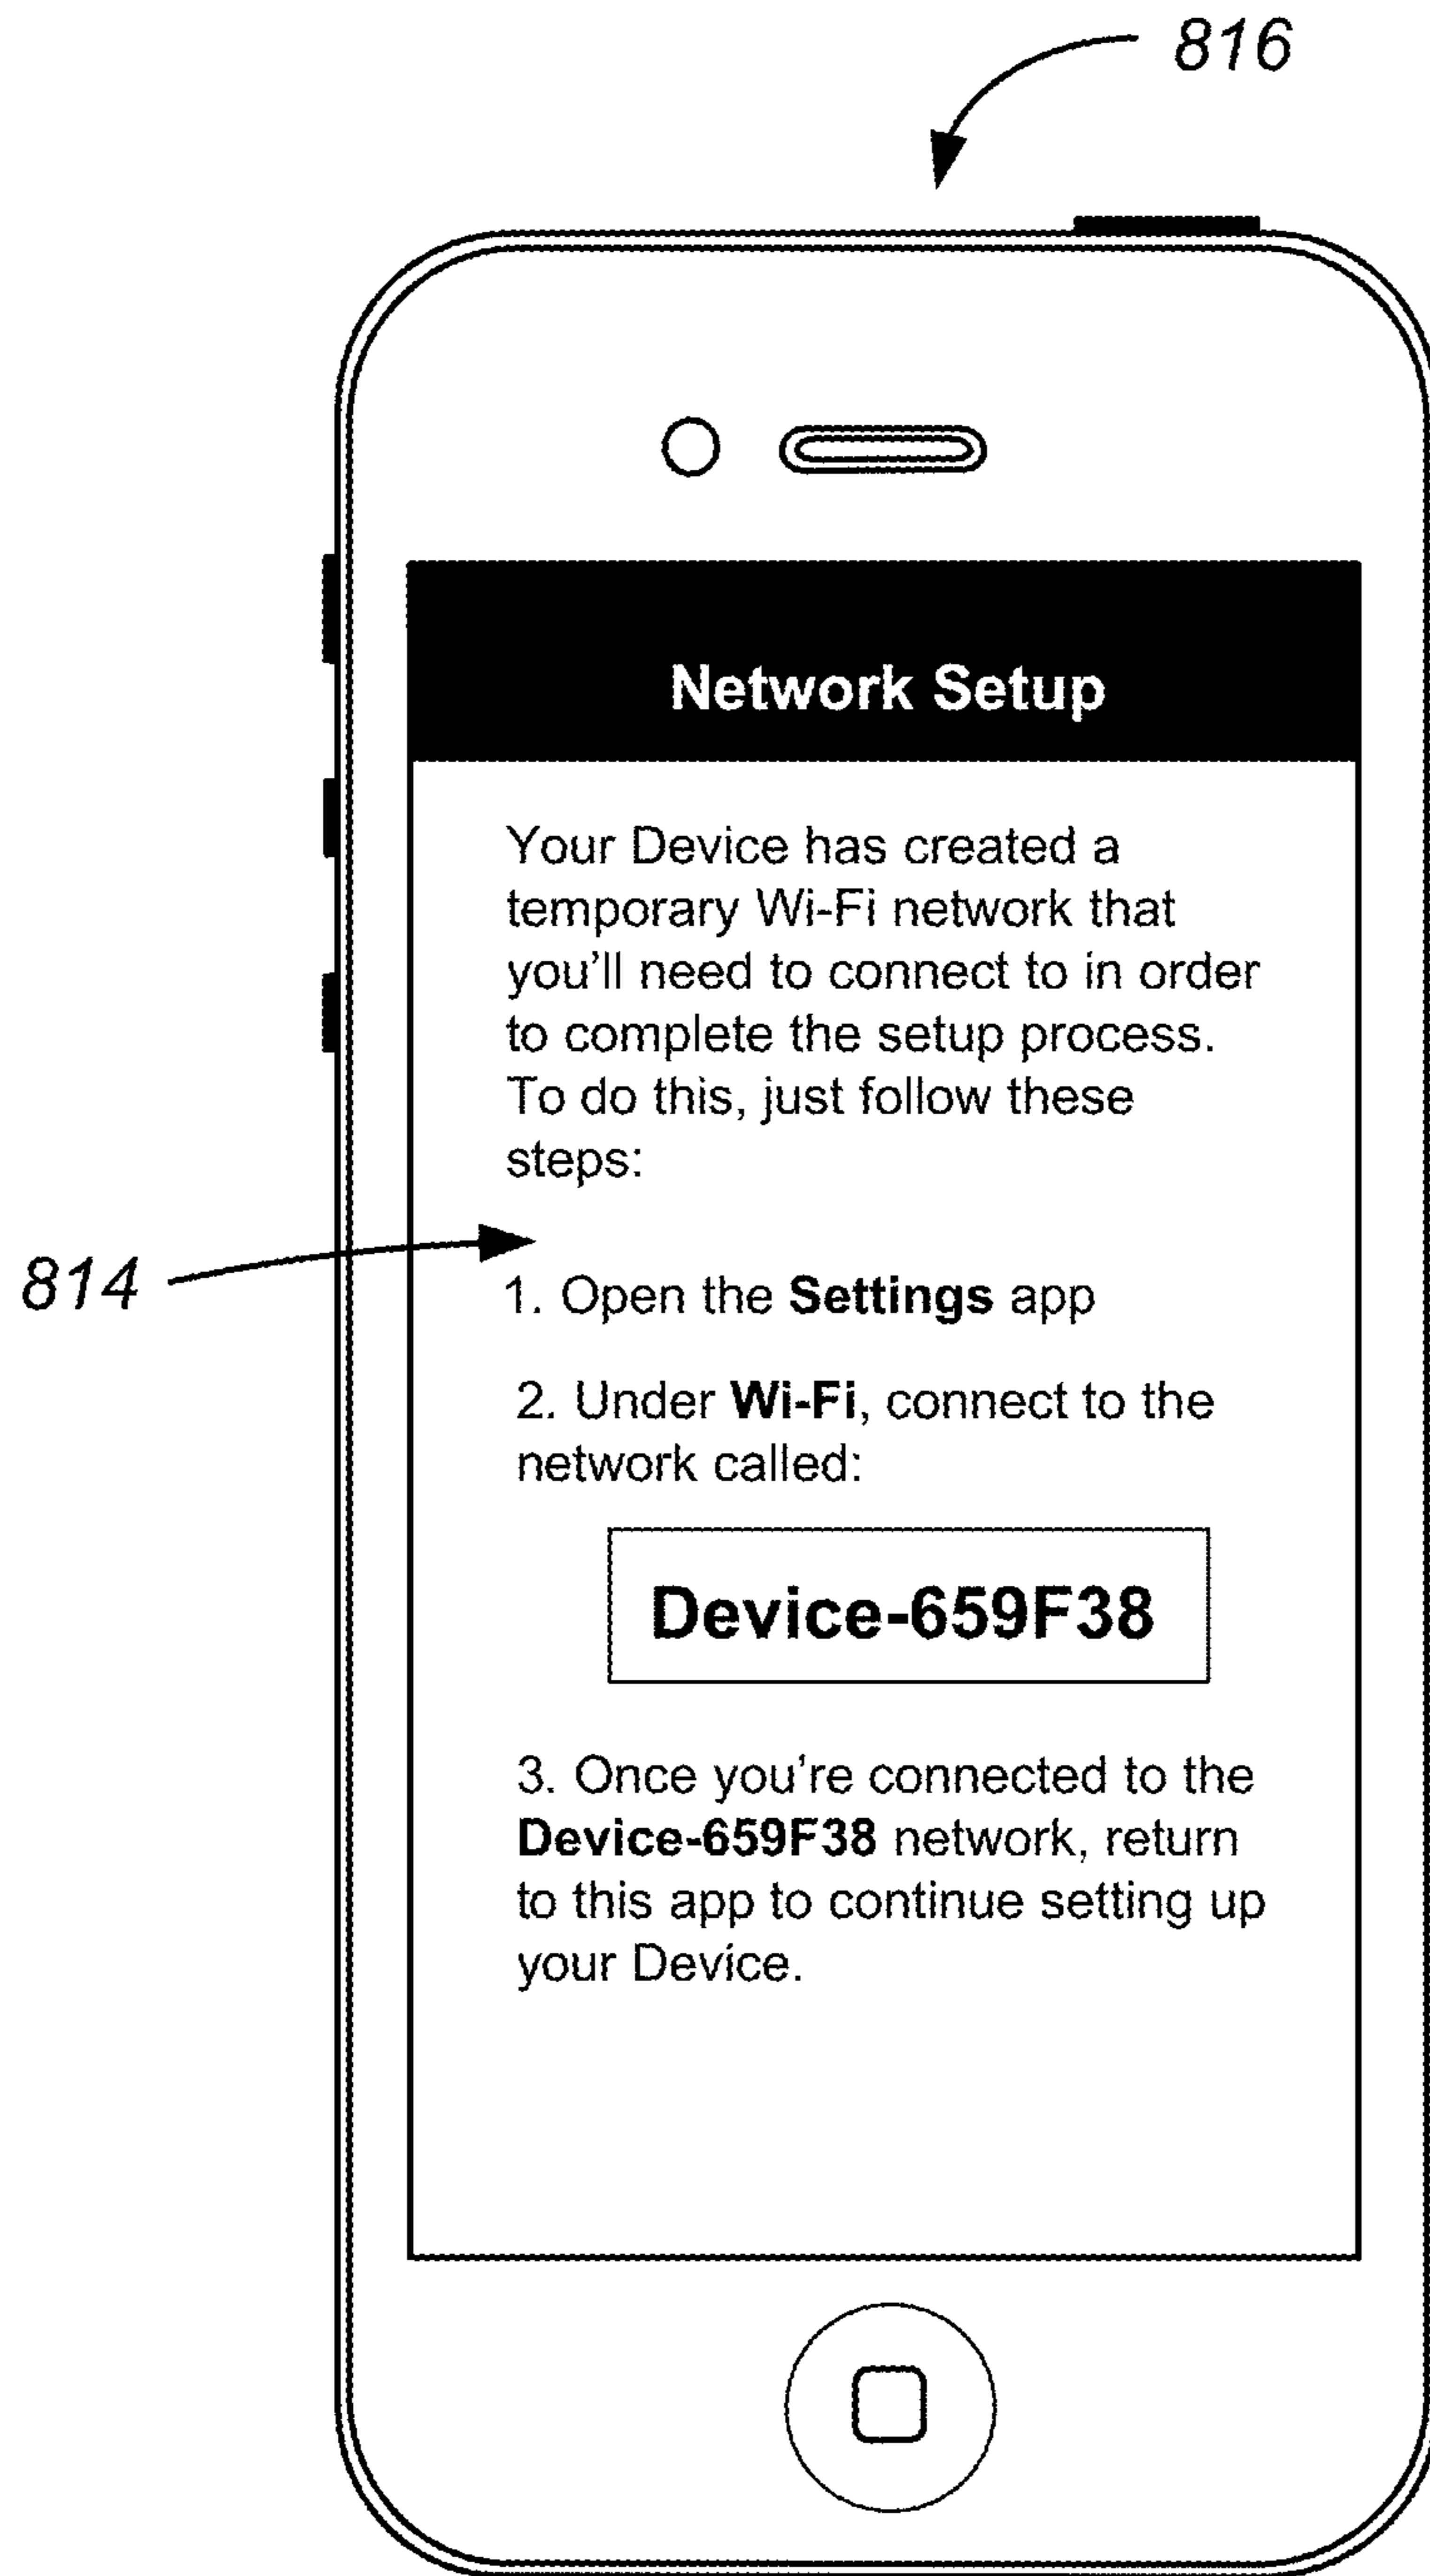 816
Network Setup
Your Device has created a
temporary Wi-Fi network that
you'll need to connect to in order
to complete the setup process.
To do this, just follow these
steps:
814
1. Open the Settings app
2. Under Wi-Fi, connect to the
network called:
Device-659F38
3. Once you're connected to the
Device-659F38 network, return
to this app to continue setting up
your Device.